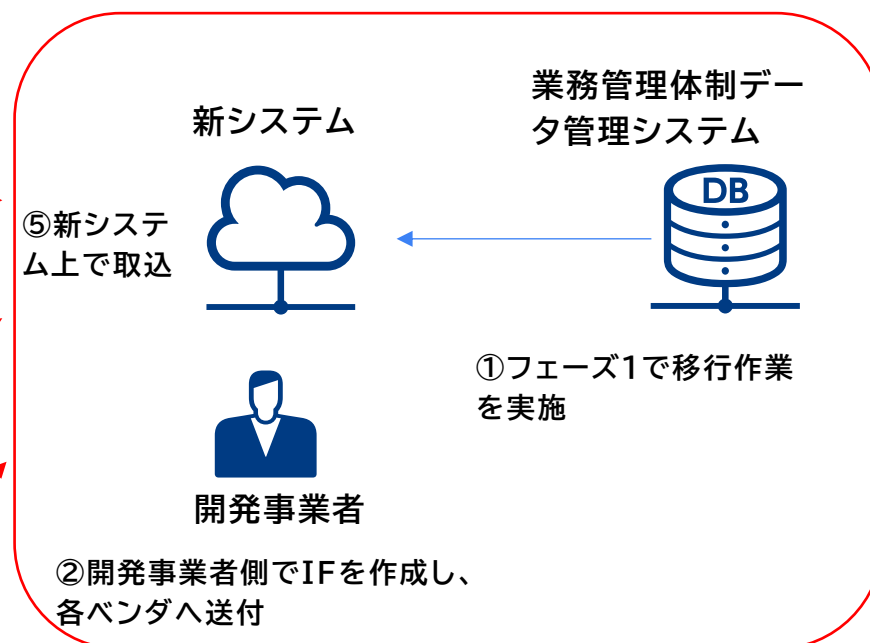 新システム
業務管理体制デー
タ管理システム
DB
⑤新システ
ム上で取込
①フェーズ1で移行作業
を実施
開発事業者
②開発事業者側でIFを作成し、
各ベンダへ送付